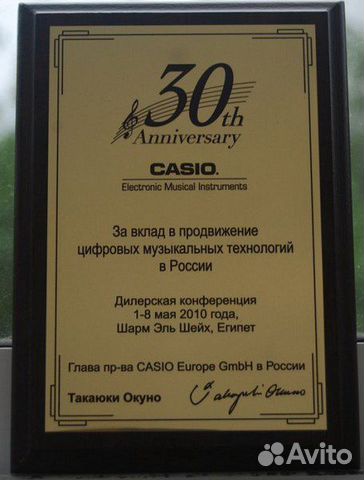 30th
Anniversary
CASIO.
Electronic Musical Instruments
За вклад в продвижение
цифровых музыкальных технологий
в России
Дилерская конференция
1-8 мая 2010 года,
Шарм Эль Шейх, Египет
Глава пр-ва CASIO Europe GmbH в России
Такаюки Окуно
Avito